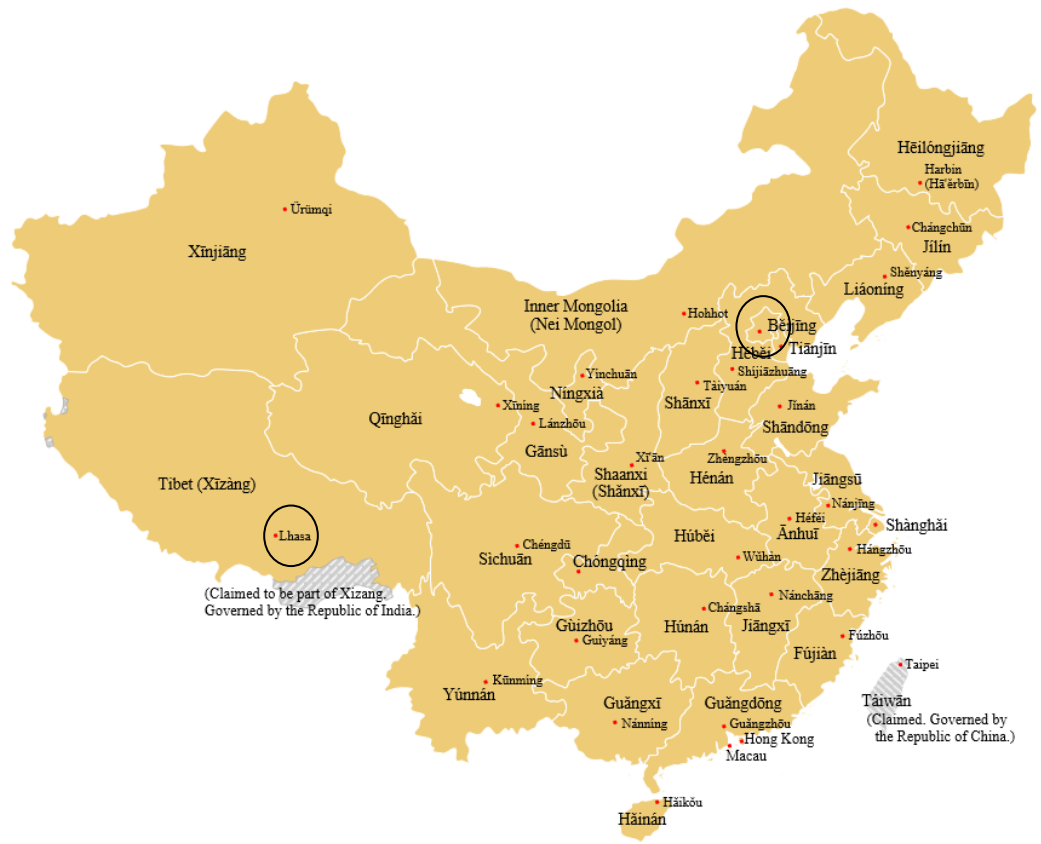 Hēilóngjiāng
Harbin
(Hā'ěrbīn)
Chángchūn
Jílín
Shěnyáng
Liáoníng
Ürümqi
Xīnjiāng
Inner Mongolia
(Nei Mongol)
Hohhot
Běijīng
Tiānjīn
Héběi
Shíjiāzhuāng
Yínchuān
Níngxià
Tàiyuán
Shānxī
Jínán
Shāndōng
Xīníng
Qīnghǎi
Lánzhōu
Gānsù
Xī'ān
Shaanxi
(Shǎnxī)
Zhèngzhōu
Hénán
Jiāngsū
Nánjīng
Tibet (Xīzàng)
Lhasa
Héféi
Ānhuī
Shànghǎi
Chéngdū
Sìchuān
Chóngqìng
Húběi
Wǔhàn
Hángzhōu
Zhèjiāng
(Claimed to be part of Xizang.
Governed by the Republic of India.)
Nánchāng
Chángshā
Húnán
Jiāngxī
Gùizhōu
Guìyáng
Fúzhōu
Fújiàn
Taipei
Táiwān
(Claimed. Governed by
the Republic of China.)
Kūnmíng
Yúnnán
Guǎngxī
Nánníng
Guǎngdōng
Guǎngzhōu
Hong Kong
Macau
Hǎikǒu
Hǎinán